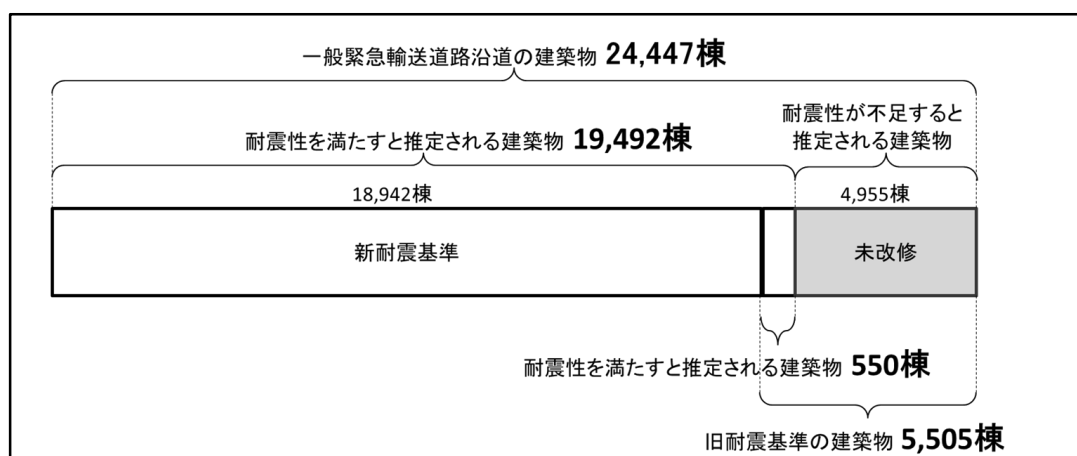 一般緊急輸送道路沿道の建築物 24,447棟
耐震性を満たすと推定される建築物 19,492棟
耐震性が不足すると
推定される建築物
18,942棟
4,955棟
新耐震基準
未改修
耐震性を満たすと推定される建築物 550棟
旧耐震基準の建築物 5,505棟